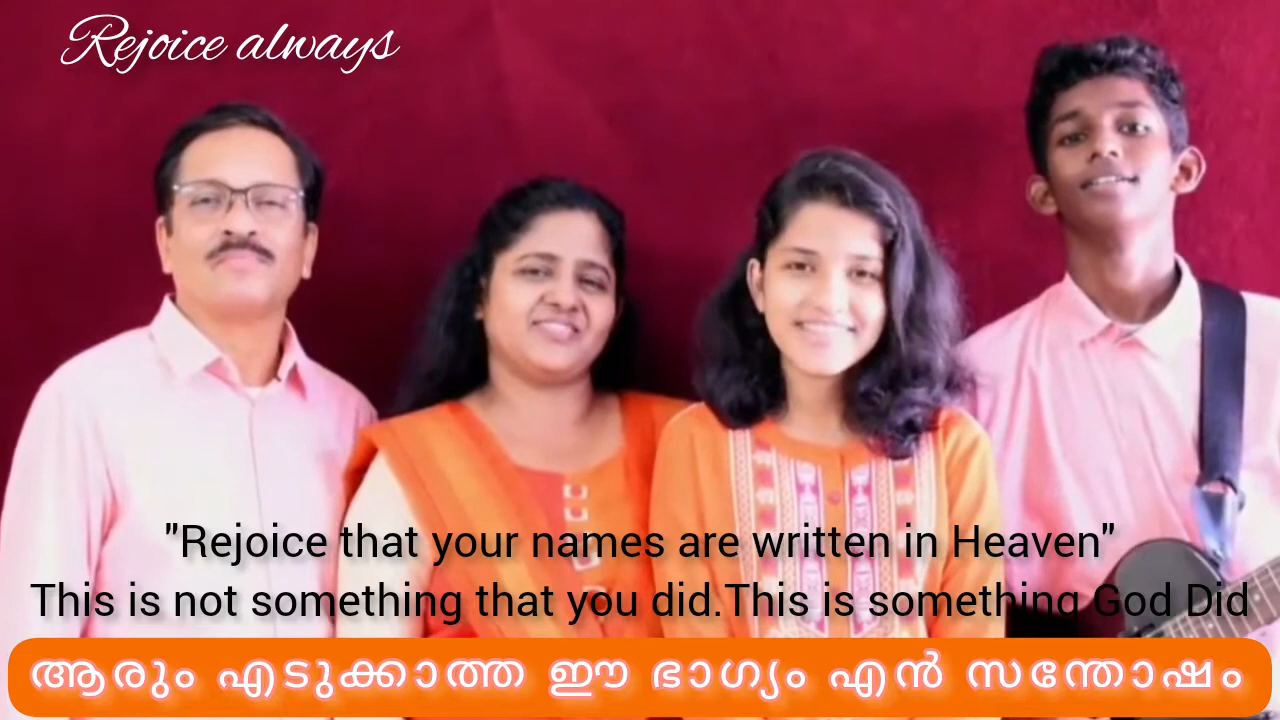 Rejoice always
"Rejoice that your names are written in Heaven"
This is not something that you did.This is something God Did
ആരും എടുക്കാത്ത ഈ ഭാഗ്യം എൻ സന്തോഷം